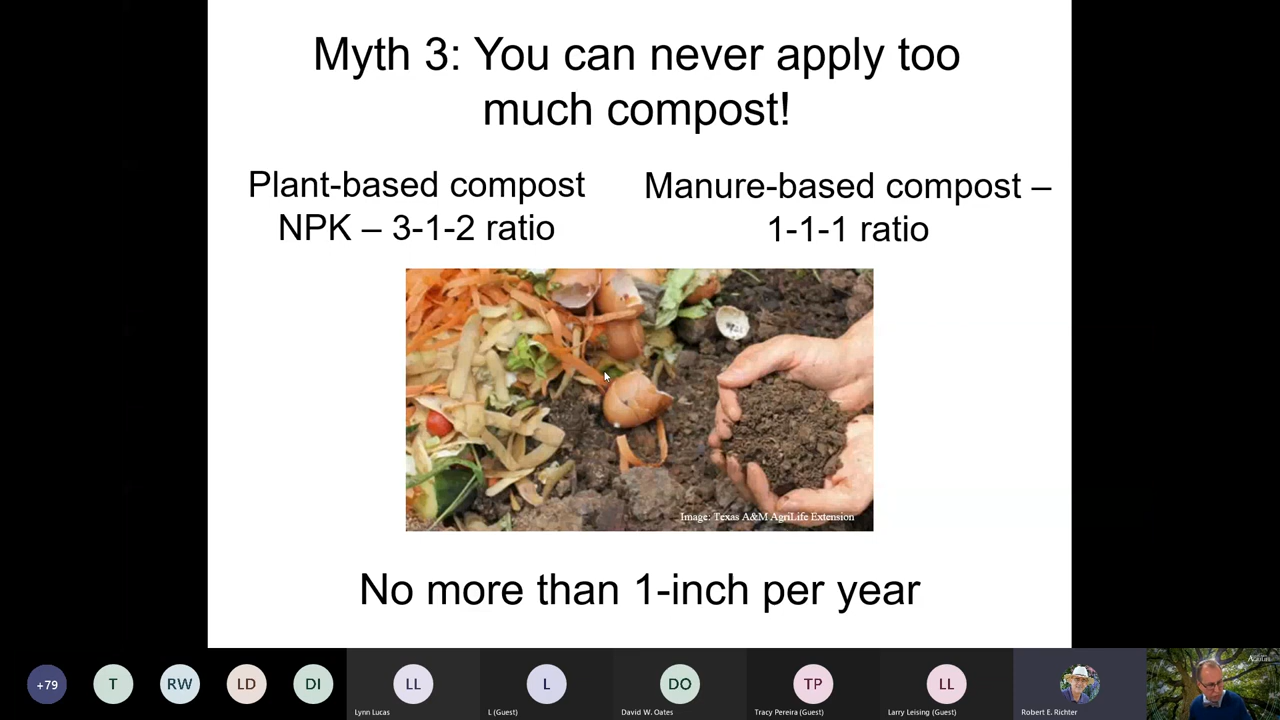 Myth 3: You can never apply too
much compost!
Plant-based compost
NPK – 3-1-2 ratio
Manure-based compost –
1-1-1 ratio
Image: Texas A&M AgriLife Extension
No more than 1-inch per year
+79
T
RW
LD
DI
LL
Lynn Lucas
L
L (Guest)
DO
David W. Oates
TP
Tracy Pereira (Guest)
LL
Larry Leising (Guest)
Robert E. Richter